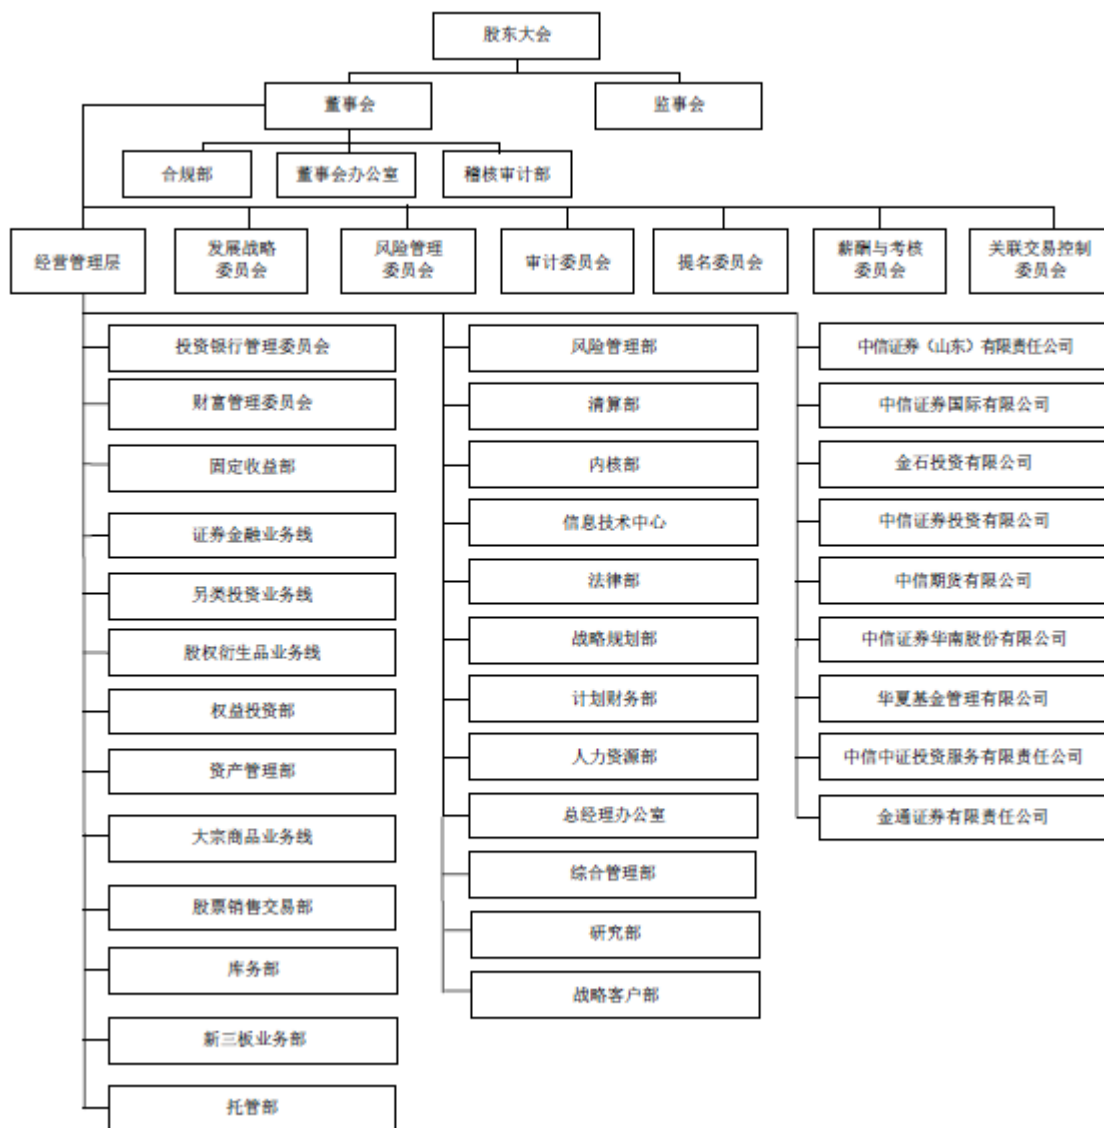 股东大会
董事会
监事会
合规部
董事会办公室
稽核审计部
经营管理层
发展战略
委员会
风险管理
委员会
审计委员会
提名委员会
薪酬与考核
委员会
关联交易控制
委员会
投资银行管理委员会
财富管理委员会
固定收益部
证券金融业务线
另类投资业务线
股权衍生品业务线
权益投资部
资产管理部
大宗商品业务线
股票销售交易部
库务部
新三板业务部
托管部
风险管理部
清算部
内核部
信息技术中心
法律部
战略规划部
计划财务部
人力资源部
总经理办公室
综合管理部
研究部
战略客户部
中信证券（山东）有限责任公司
中信证券国际有限公司
金石投资有限公司
中信证券投资有限公司
中信期货有限公司
中信证券华南股份有限公司
华夏基金管理有限公司
中信中证投资服务有限责任公司
金通证券有限责任公司